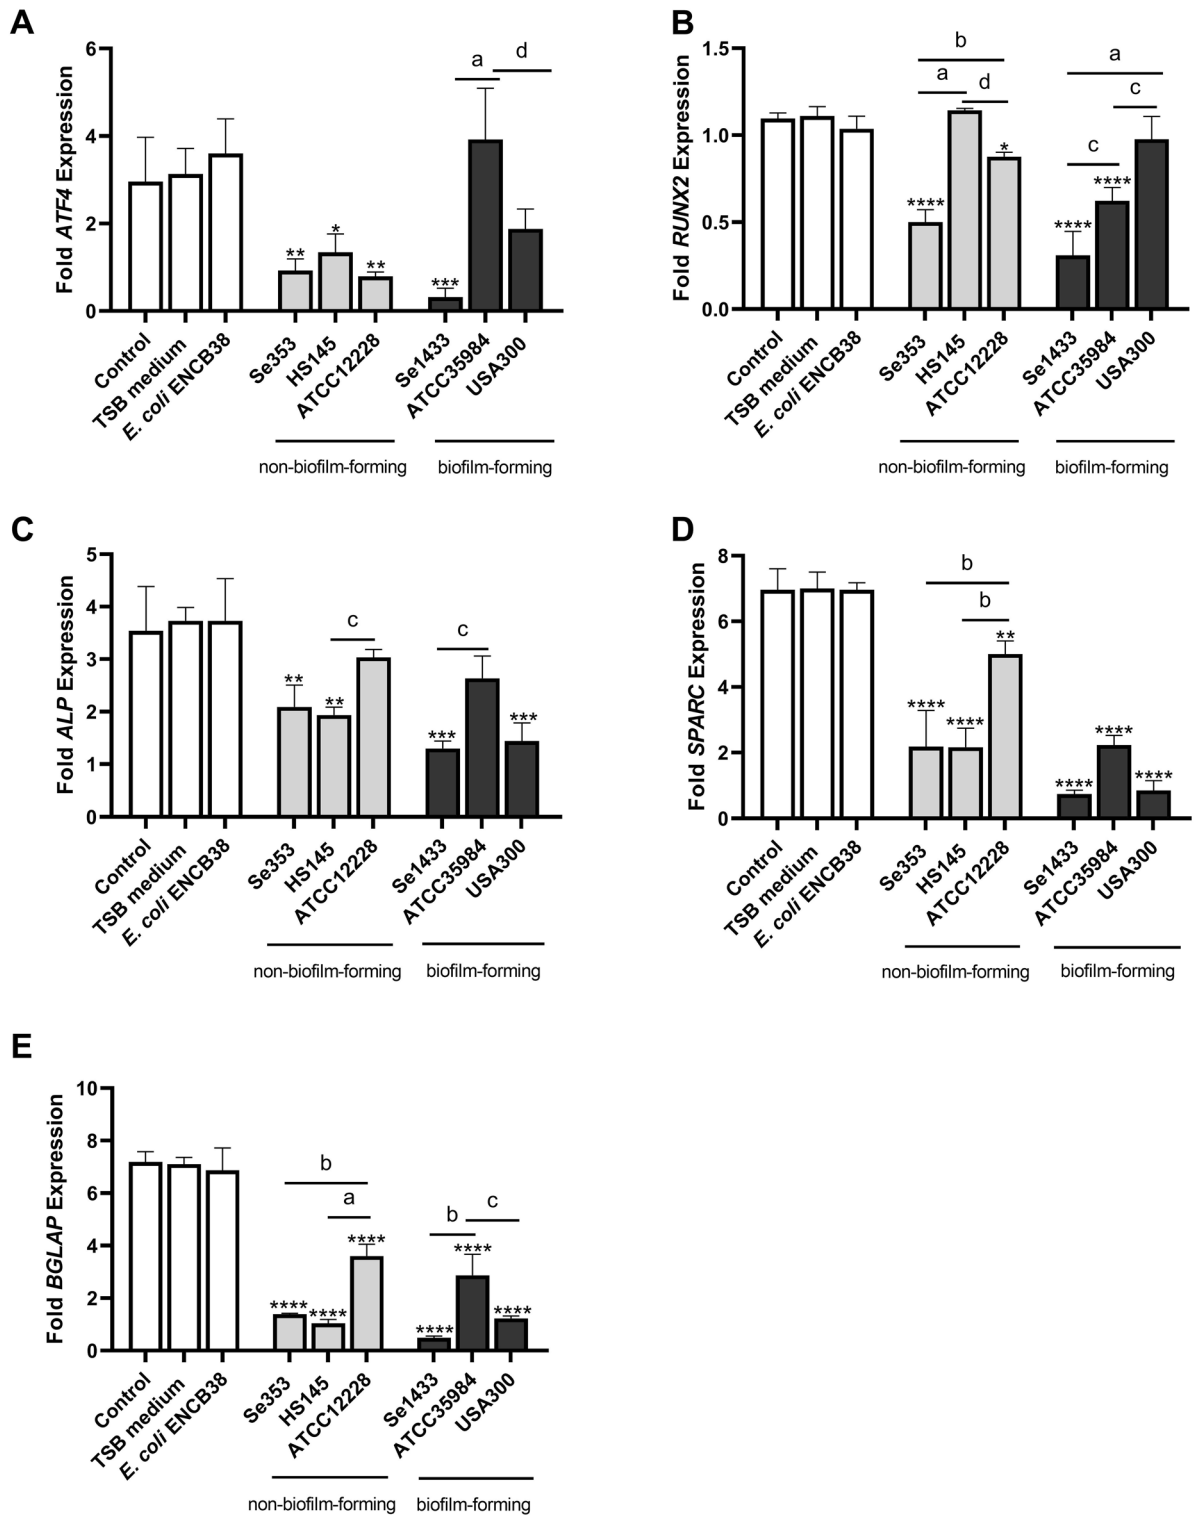 A
Fold ATF4 Expression
6
4
2
0
a
d
**
*
**
***
Control
TSB medium
E. coli ENCB38
Se353
HS145
ATCC12228
Se1433
ATCC35984
USA300
non-biofilm-forming
biofilm-forming
B
Fold RUNX2 Expression
1.5
1.0
0.5
0.0
b
a
d
a
c
c
****
*
****
****
Control
TSB medium
E. coli ENCB38
Se353
HS145
ATCC12228
Se1433
ATCC35984
USA300
non-biofilm-forming
biofilm-forming
C
Fold ALP Expression
5
4
3
2
1
0
c
c
**
**
***
***
Control
TSB medium
E. coli ENCB38
Se353
HS145
ATCC12228
Se1433
ATCC35984
USA300
non-biofilm-forming
biofilm-forming
D
Fold SPARC Expression
8
6
4
2
0
b
b
****
****
**
****
****
****
Control
TSB medium
E. coli ENCB38
Se353
HS145
ATCC12228
Se1433
ATCC35984
USA300
non-biofilm-forming
biofilm-forming
E
Fold BGLAP Expression
10
8
6
4
2
0
b
a
b
c
****
****
****
****
****
****
Control
TSB medium
E. coli ENCB38
Se353
HS145
ATCC12228
Se1433
ATCC35984
USA300
non-biofilm-forming
biofilm-forming